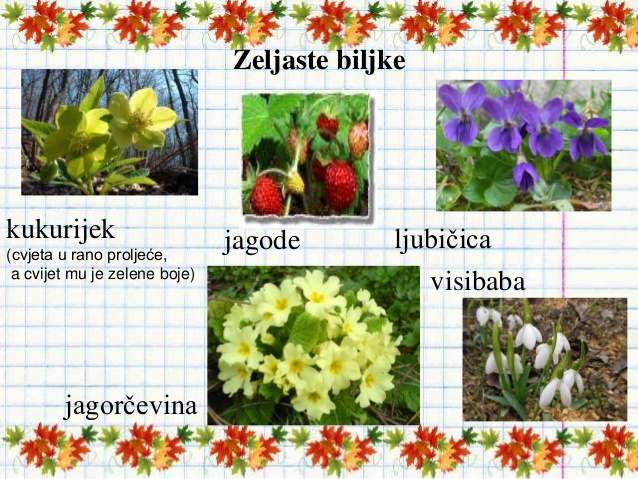 Zeljaste biljke
kukurijek
(cvjeta u rano proljeće,
a cvijet mu je zelene boje)
jagode
ljubičica
visibaba
jagorčevina